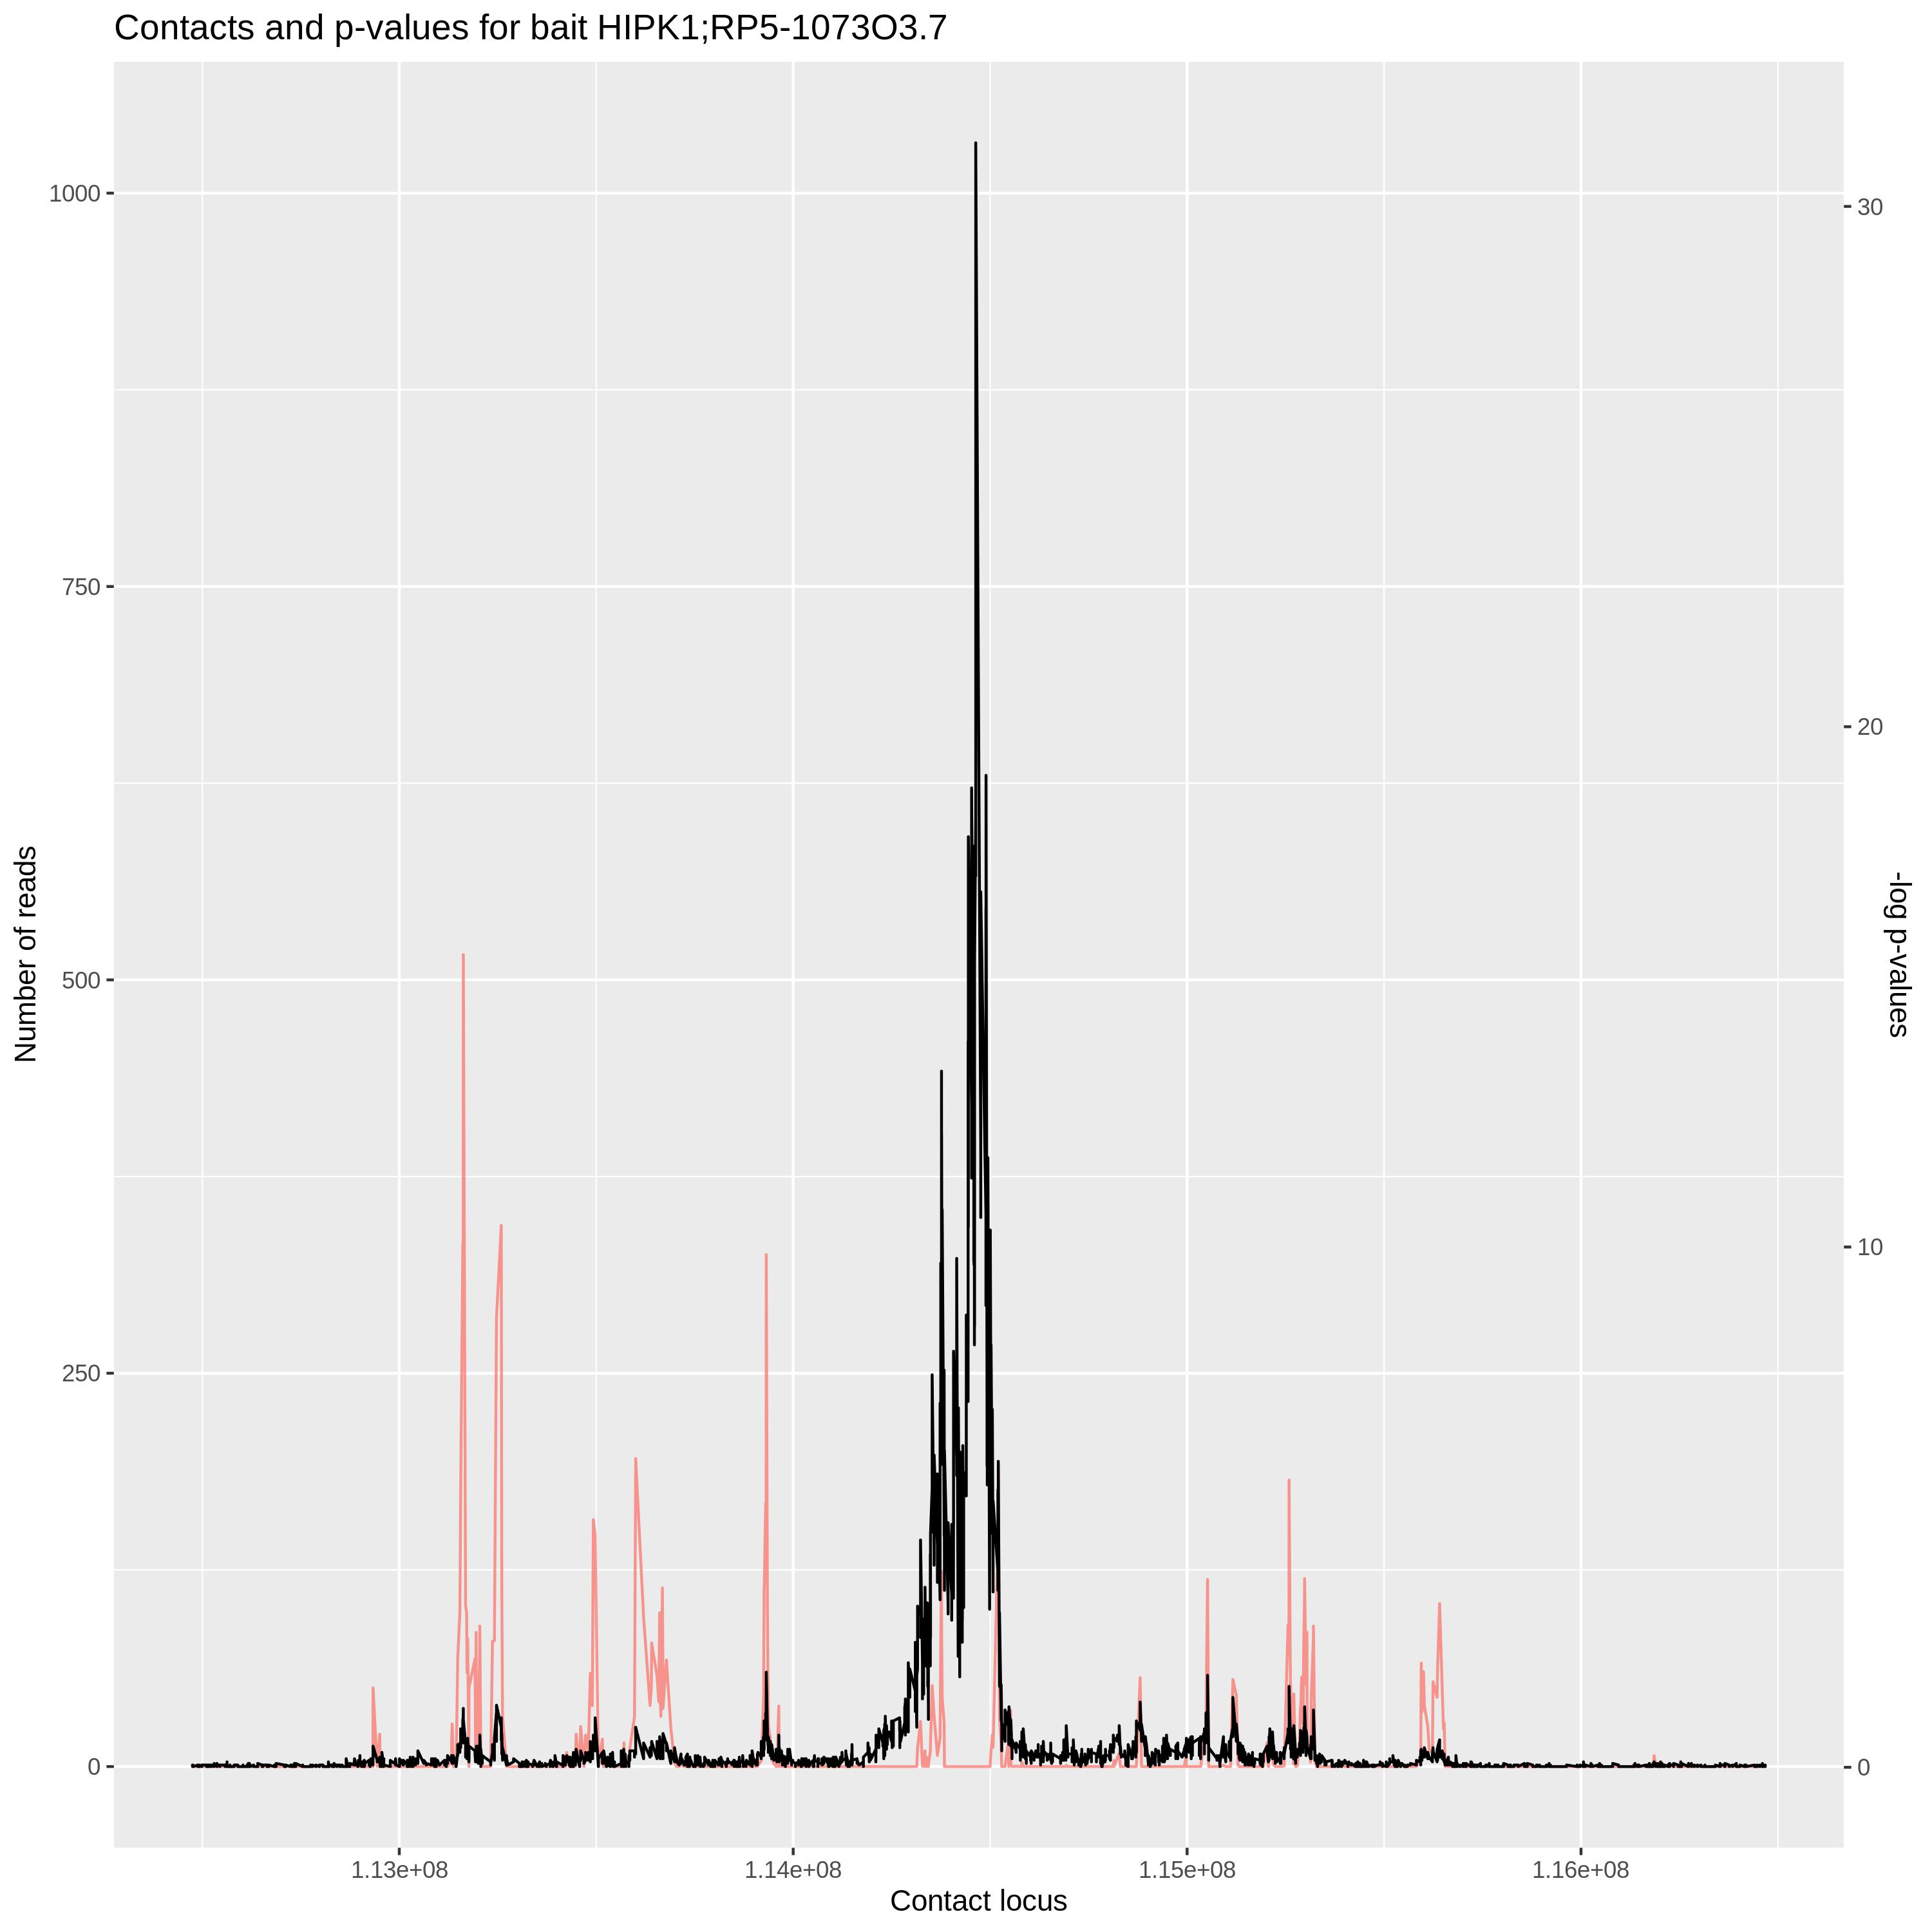 Contacts and p-values for bait HIPK1;RP5-1073O3.7
1000
750
500
250
0
Number of reads
30
20
10
0
-log p-values
1.13e+08
1.14e+08
1.15e+08
1.16e+08
Contact locus